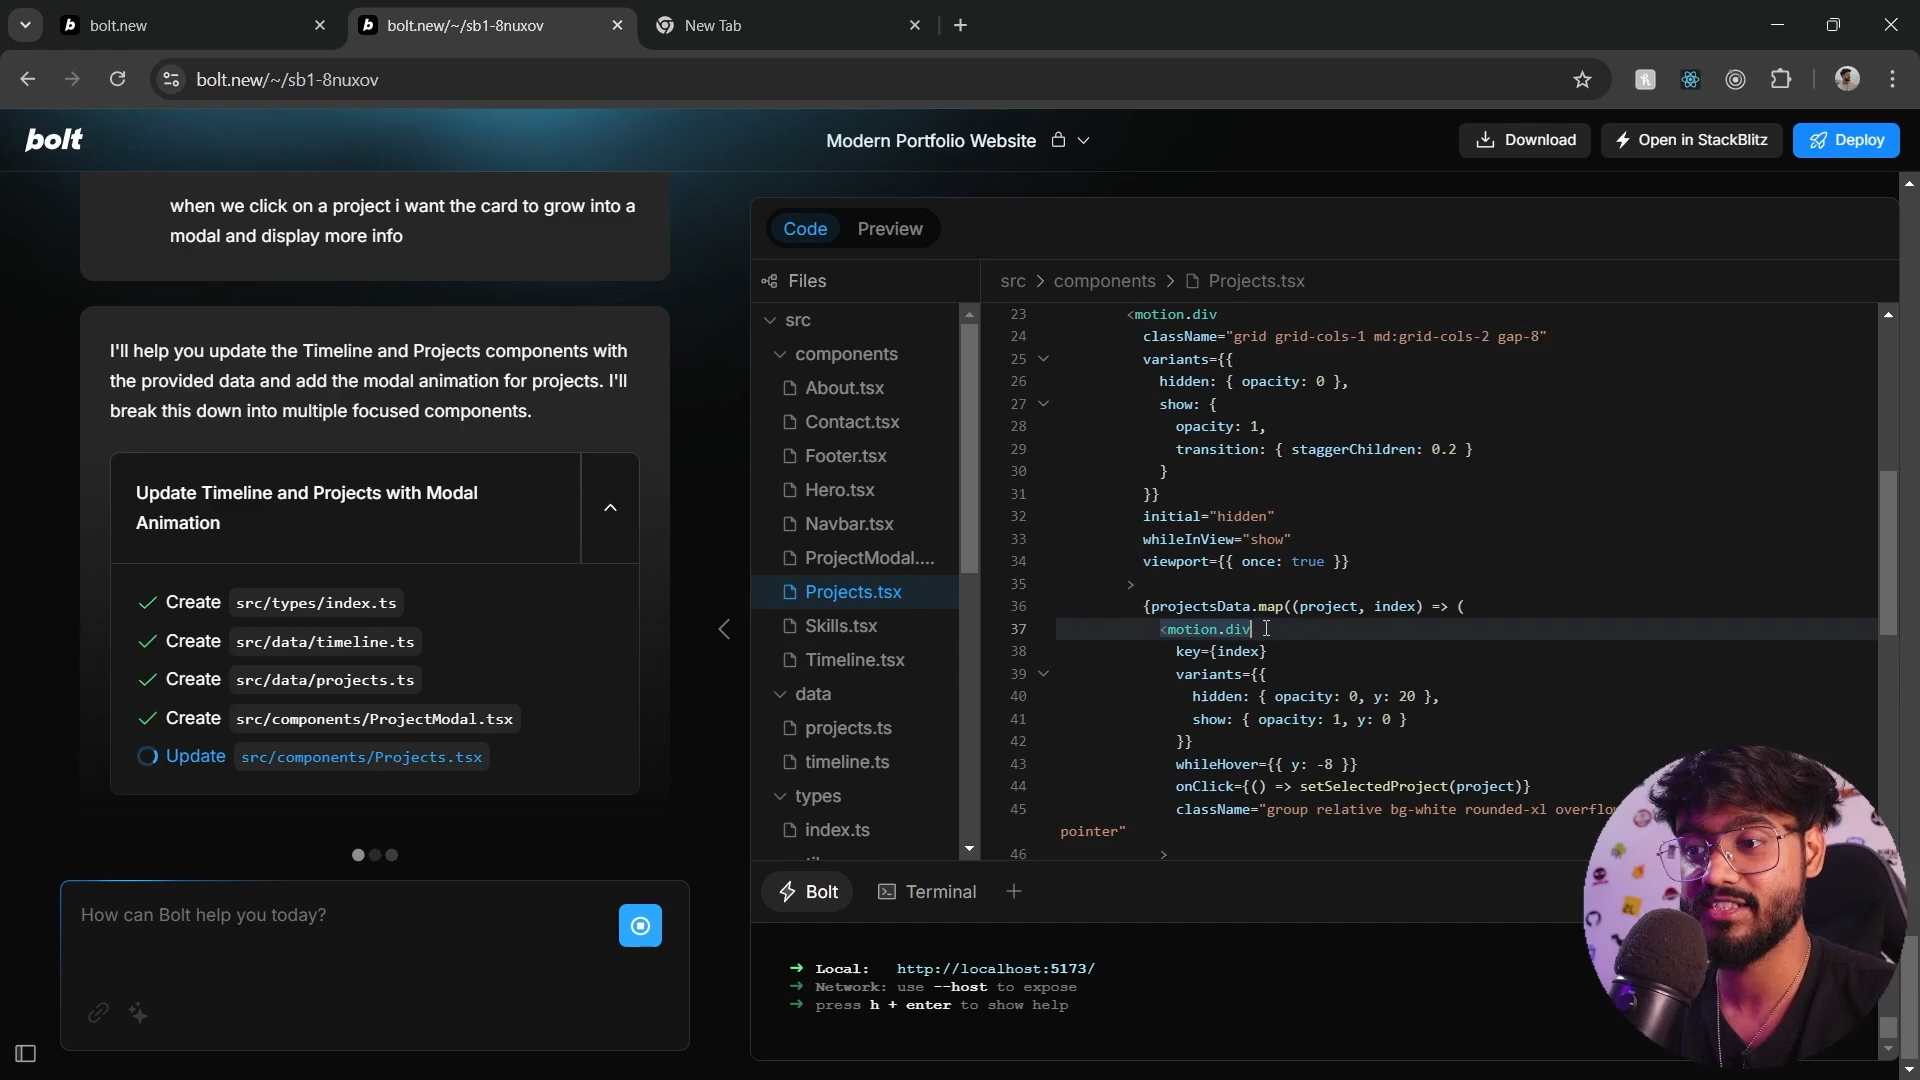 bolt.new
bolt.new/~/sb1-8nuxov
New Tab
bolt.new/~/sb1-8nuxov
bolt
Modern Portfolio Website
Download
Open in StackBlitz
Deploy
when we click on a project i want the card to grow into a
modal and display more info
I'll help you update the Timeline and Projects components with
the provided data and add the modal animation for projects. I'll
break this down into multiple focused components.
Update Timeline and Projects with Modal
Animation
Create src/types/index.ts
Create src/data/timeline.ts
Create src/data/projects.ts
Create src/components/ProjectModal.tsx
Update src/components/Projects.tsx
How can Bolt help you today?
Code
Preview
Files
src
components
About.tsx
Contact.tsx
Footer.tsx
Hero.tsx
Navbar.tsx
ProjectModal....
Projects.tsx
Skills.tsx
Timeline.tsx
data
projects.ts
timeline.ts
types
index.ts
src > components > Projects.tsx
23 <motion.div
24 className="grid grid-cols-1 md:grid-cols-2 gap-8"
25 variants={{
26 hidden: { opacity: 0 },
27 show: {
28 opacity: 1,
29 transition: { staggerChildren: 0.2 }
30 }
31 }}
32 initial="hidden"
33 whileInView="show"
34 viewport={{ once: true }}
35 >
36 {projectsData.map((project, index) => (
37 <motion.div
38 key={index}
39 variants={{
40 hidden: { opacity: 0, y: 20 },
41 show: { opacity: 1, y: 0 }
42 }}
43 whileHover={{ y: -8 }}
44 onClick={() => setSelectedProject(project)}
45 className="group relative bg-white rounded-xl overflo
pointer"
46 >
Bolt
Terminal
➜ Local: http://localhost:5173/
➜ Network: use --host to expose
➜ press h + enter to show help